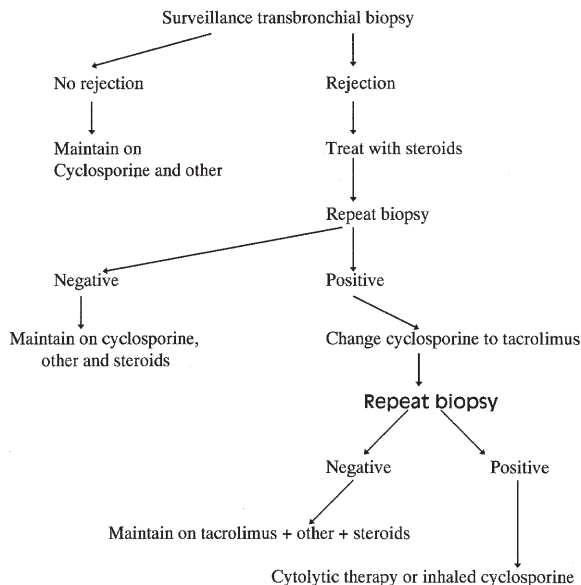 Surveillance transbronchial biopsy
No rejection
Rejection
Maintain on
Cyclosporine and other
Treat with steroids
Repeat biopsy
Negative
Positive
Maintain on cyclosporine,
other and steroids
Change cyclosporine to tacrolimus
Repeat biopsy
Negative
Positive
Maintain on tacrolimus + other + steroids
Cytolytic therapy or inhaled cyclosporine